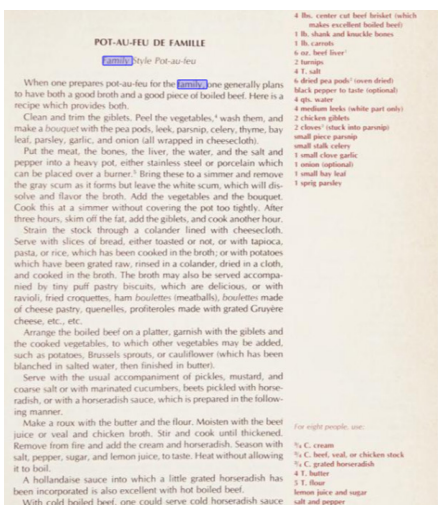 POT-AU-FEU DE FAMILLE
Family Style Pot-au-feu
When one prepares pot-au-feu for the family, one generally plans
to have both a good broth and a good piece of boiled beef. Here is a
recipe which provides both.
Clean and trim the giblets. Peel the vegetables,⁴ wash them, and
make a bouquet with the pea pods, leek, parsnip, celery, thyme, bay
leaf, parsley, garlic, and onion (all wrapped in cheesecloth).
Put the meat, the bones, the liver, the water, and the salt and
pepper into a heavy pot, either stainless steel or porcelain which
can be placed over a burner.⁵ Bring these to a simmer and remove
the gray scum as it forms but leave the white scum, which will dis-
solve and flavor the broth. Add the vegetables and the bouquet.
Cook this at a simmer without covering the pot too tightly. After
three hours, skim off the fat, add the giblets, and cook another hour.
Strain the stock through a colander lined with cheesecloth.
Serve with slices of bread, either toasted or not, or with tapioca,
pasta, or rice, which has been cooked in the broth; or with potatoes
which have been grated raw, rinsed in a colander, dried in a cloth,
and cooked in the broth. The broth may also be served accompa-
nied by tiny puff pastry biscuits, which are delicious, or with
ravioli, fried croquettes, ham boulettes (meatballs), boulettes made
of cheese pastry, quenelles, profiteroles made with grated Gruyère
cheese, etc., etc.
Arrange the boiled beef on a platter, garnish with the giblets and
the cooked vegetables, to which other vegetables may be added,
such as potatoes, Brussels sprouts, or cauliflower (which has been
blanched in salted water, then finished in butter).
Serve with the usual accompaniment of pickles, mustard, and
coarse salt or with marinated cucumbers, beets pickled with horse-
radish, or with a horseradish sauce, which is prepared in the follow-
ing manner.
Make a roux with the butter and the flour. Moisten with the beef
juice or veal and chicken broth. Stir and cook until thickened.
Remove from fire and add the cream and horseradish. Season with
salt, pepper, sugar, and lemon juice, to taste. Heat without allowing
it to boil.
A hollandaise sauce into which a little grated horseradish has
been incorporated is also excellent with hot boiled beef.
With cold boiled beef, one could serve cold horseradish sauce
4 lbs. center cut beef brisket (which
makes excellent boiled beef)
1 lb. shank and knuckle bones
1 lb. carrots
6 oz. beef liver¹
2 turnips
4 T. salt
6 dried pea pods² (oven dried)
black pepper to taste (optional)
4 qts. water
4 medium leeks (white part only)
2 chicken giblets
2 cloves³ (stuck into parsnip)
small piece parsnip
small stalk celery
1 small clove garlic
1 onion (optional)
1 small bay leaf
1 sprig parsley
For eight people, use:
C. cream
C. beef, veal, or chicken stock
C. grated horseradish
4 T. butter
5 T. flour
lemon juice and sugar
salt and pepper